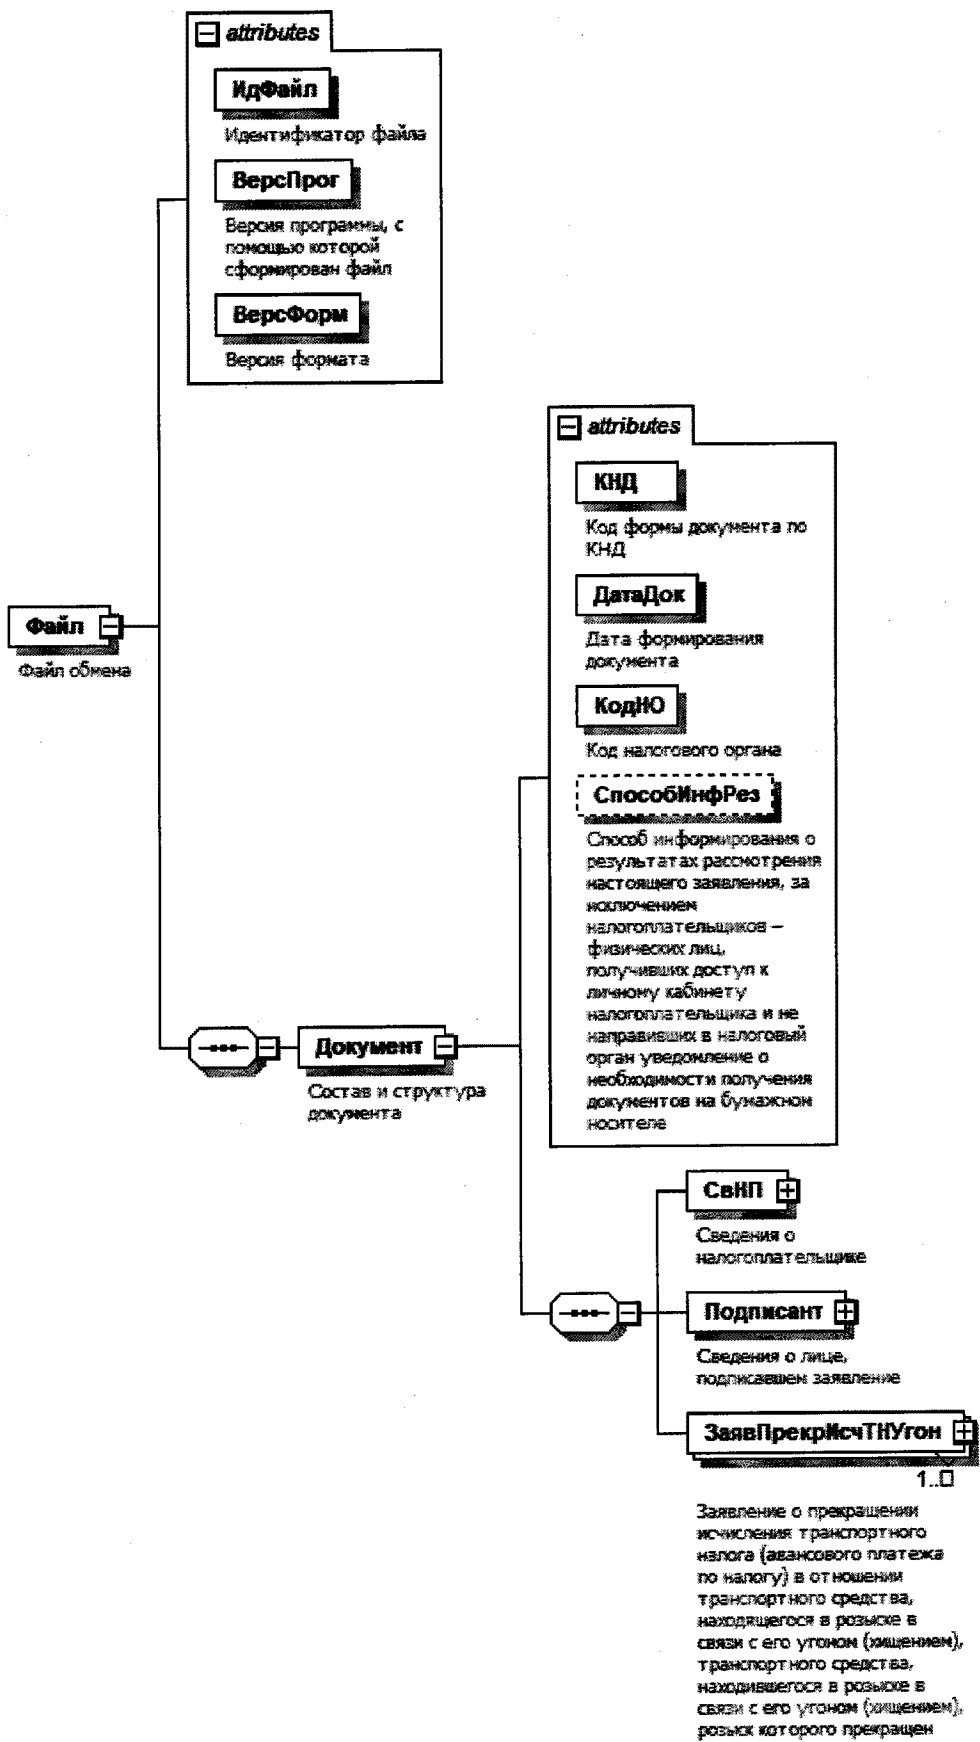 attributes
ИдФайл
Идентификатор файла
ВерсПрог
Версия программы, с
помощью которой
сформирован файл
ВерсФорм
Версия формата
attributes
КНД
Код формы документа по
КНД
ДатаДок
Дата формирования
документа
КодНО
Код налогового органа
СпособИнфРез
Способ информирования о
результатах рассмотрения
настоящего заявления, за
исключением
налогоплательщиков –
физических лиц,
получивших доступ к
личному кабинету
налогоплательщика и не
направивших в налоговый
орган уведомление о
необходимости получения
документов на бумажном
носителе
Файл
Файл обмена
Документ
Состав и структура
документа
СвНП
Сведения о
налогоплательщике
Подписант
Сведения о лице,
подписавшем заявление
ЗаявПрекрИсчТНУгон
1..□
Заявление о прекращении
исчисления транспортного
налога (авансового платежа
по налогу) в отношении
транспортного средства,
находящегося в розыске в
связи с его угоном (хищением),
транспортного средства,
находившегося в розыске в
связи с его угоном (хищением),
розыск которого прекращен